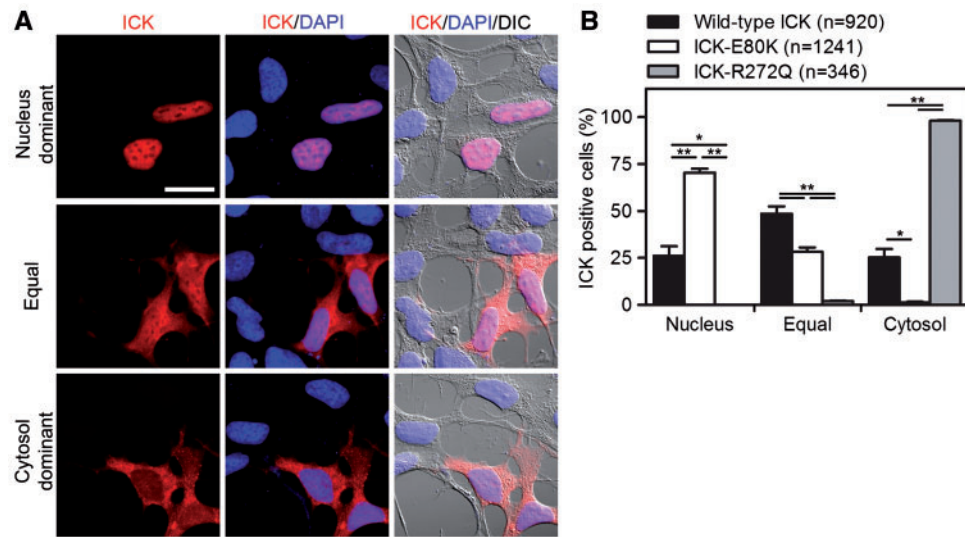 A
ICK
ICK/DAPI
ICK/DAPI/DIC
Nucleus
dominant
Equal
Cytosol
dominant
B
Wild-type ICK (n=920)
ICK-E80K (n=1241)
ICK-R272Q (n=346)
ICK positive cells (%)
100
75
50
25
0
*
** **
**
**
*
Nucleus Equal Cytosol